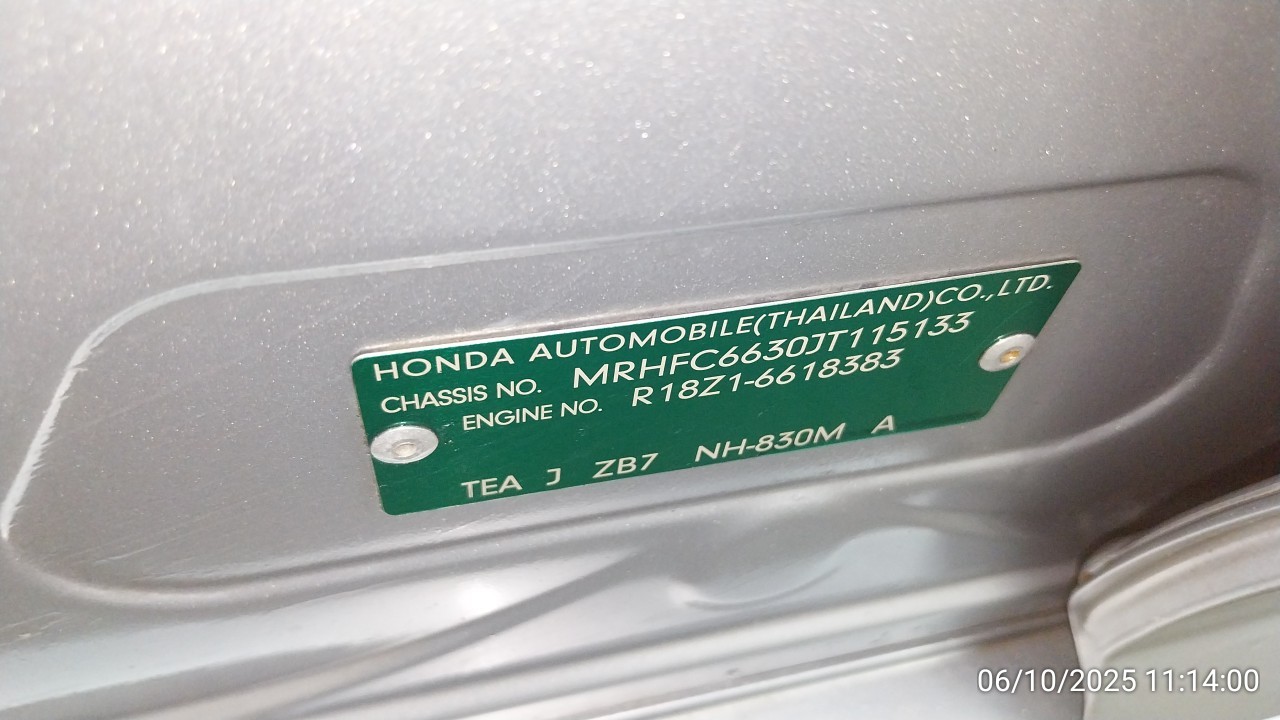 HONDA AUTOMOBILE(THAILAND)CO.,LTD.
CHASSIS NO. MRHFC6630JT115133
ENGINE NO. R18Z1-6618383
TEA J ZB7 NH-830M A
06/10/2025 11:14:00